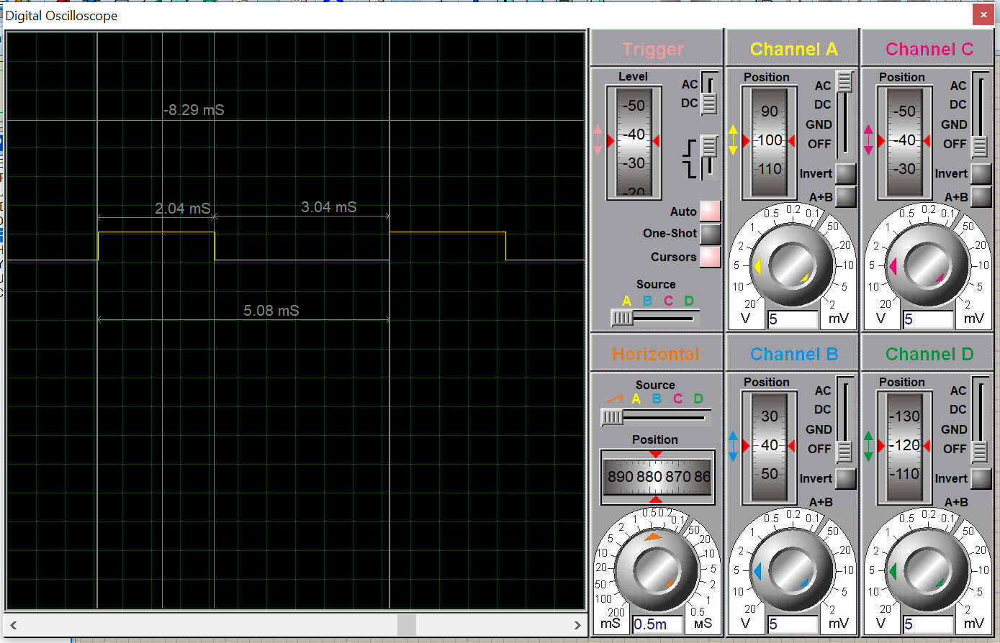 Digital Oscilloscope
-8.29 mS
2.04 mS
3.04 mS
5.08 mS
Trigger
Level
AC
DC
-50
-40
-30
-20
Auto
One-Shot
Cursors
Source
A B C D
Channel A
Position
AC
DC
GND
OFF
90
100
110
Invert
A+B
0.5 0.2 0.1
1 50
2 20
5 10
10 5
20 2
V 5 mV
Channel C
Position
AC
DC
GND
OFF
-50
-40
-30
Invert
A+B
0.5 0.2 0.1
1 50
2 20
5 10
10 5
20 2
V 5 mV
Horizontal
Source
A B C D
Position
890 880 870 86
0.5 0.2
1 0.1
2 50
5 20
10 10
20 5
50 2
100 1
200 0.5
mS 0.5m мS
Channel B
Position
AC
DC
GND
OFF
30
40
50
Invert
A+B
0.5 0.2 0.1
1 50
2 20
5 10
10 5
20 2
V 5 mV
Channel D
Position
AC
DC
GND
OFF
-130
-120
-110
Invert
A+B
0.5 0.2 0.1
1 50
2 20
5 10
10 5
20 2
V 5 mV